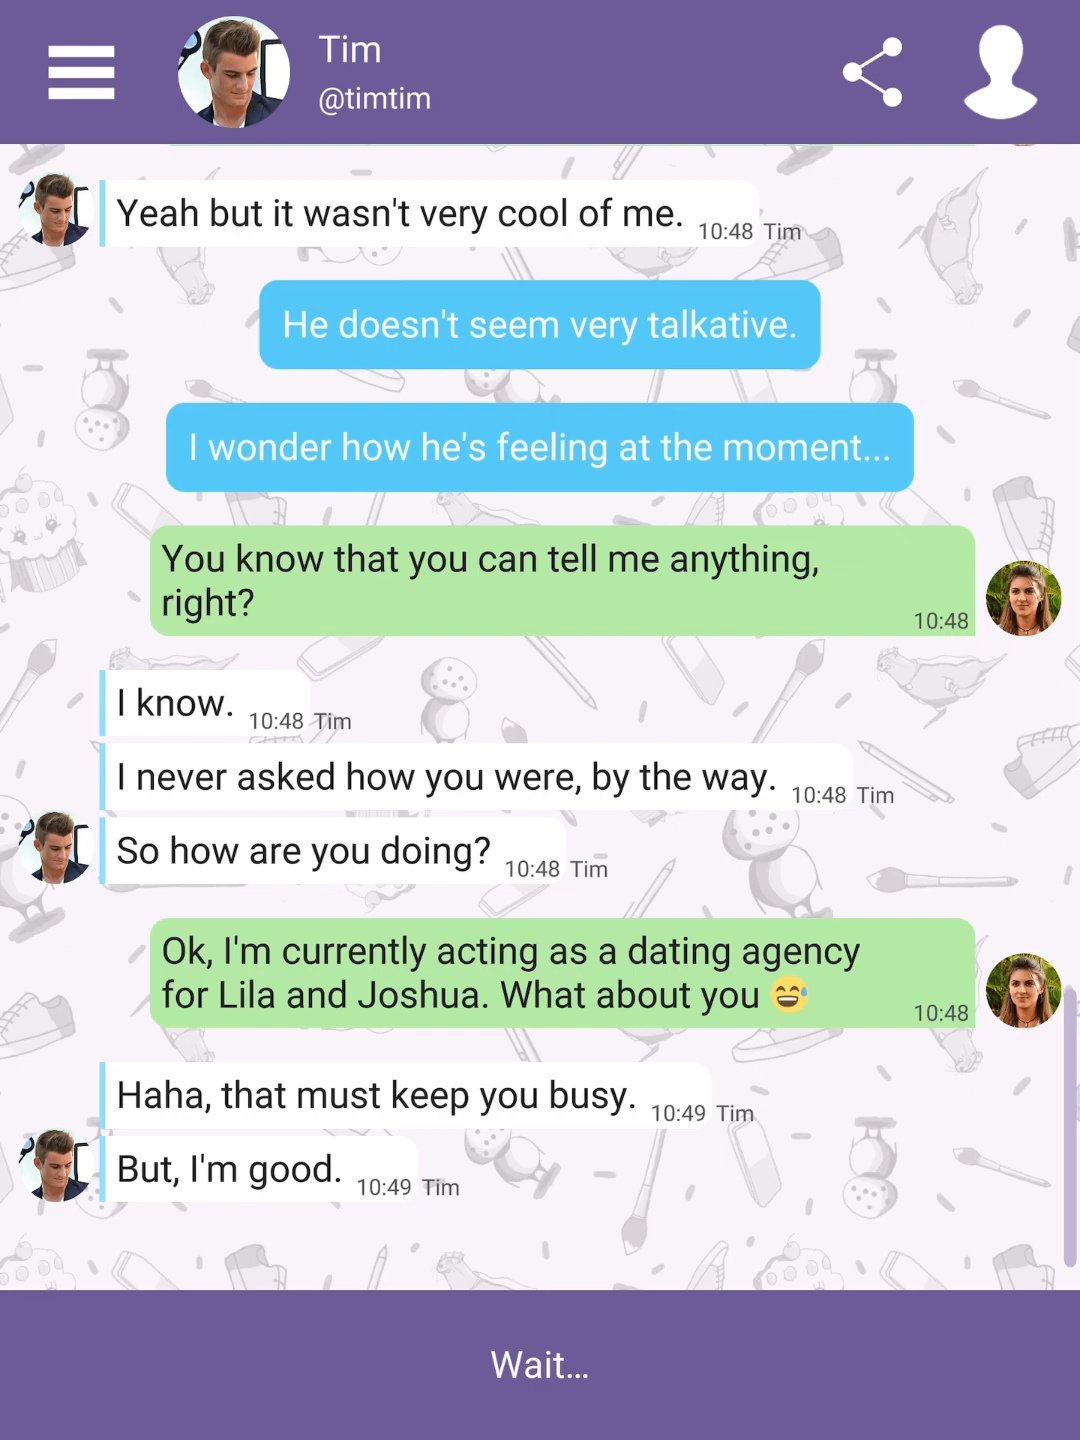 Tim
@timtim
Yeah but it wasn't very cool of me. 10:48 Tim
He doesn't seem very talkative.
I wonder how he's feeling at the moment...
You know that you can tell me anything,
right?
10:48
I know. 10:48 Tim
I never asked how you were, by the way. 10:48 Tim
So how are you doing? 10:48 Tim
Ok, I'm currently acting as a dating agency
for Lila and Joshua. What about you 😅
10:48
Haha, that must keep you busy. 10:49 Tim
But, I'm good. 10:49 Tim
Wait...